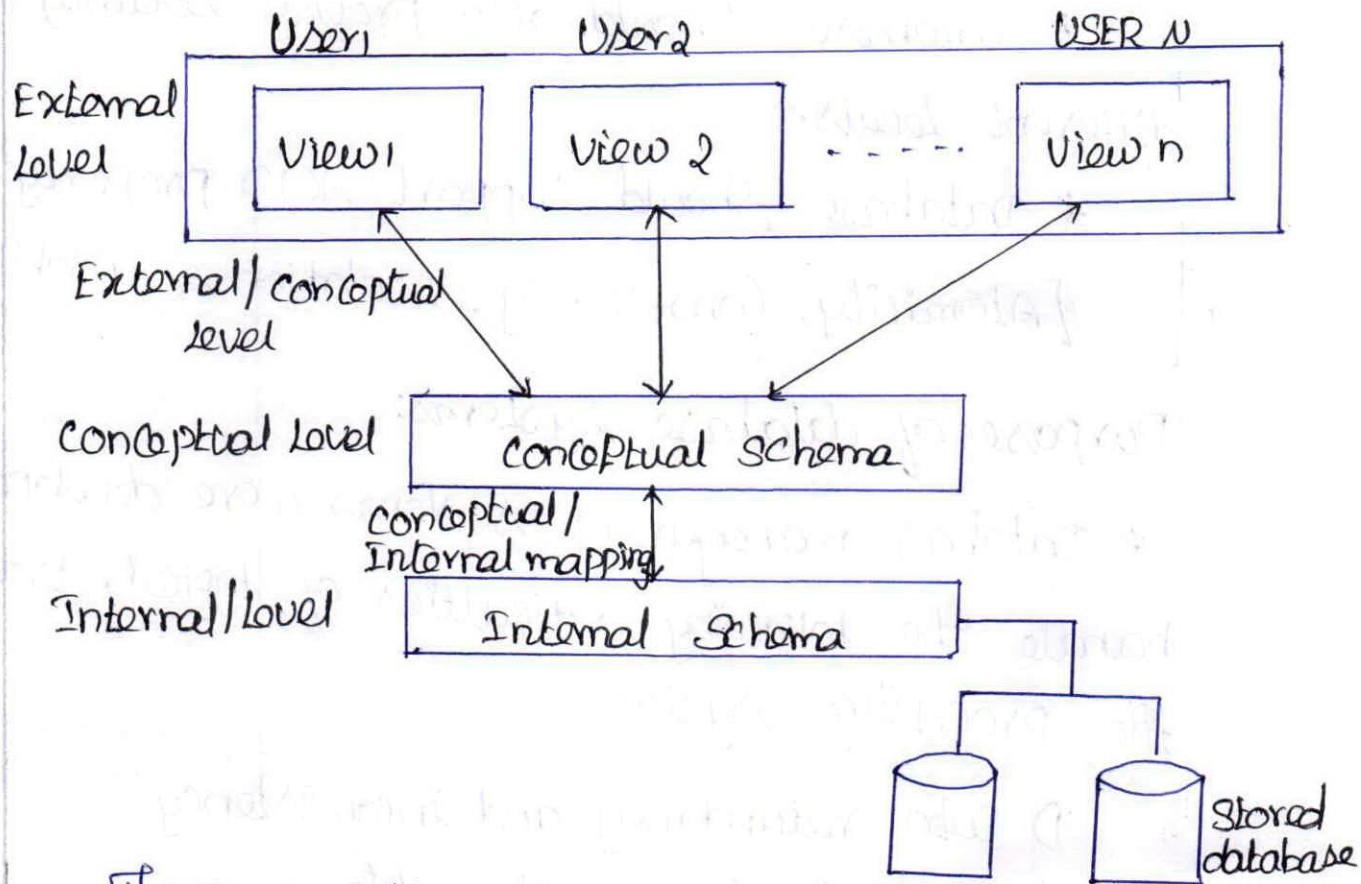 User1 User2 USER N
External
Level
View1 View 2 ...... View n
External/conceptual
Level
Conceptual Level
Conceptual Schema
Conceptual/
Internal mapping
Internal/Level
Internal Schema
Stored
database